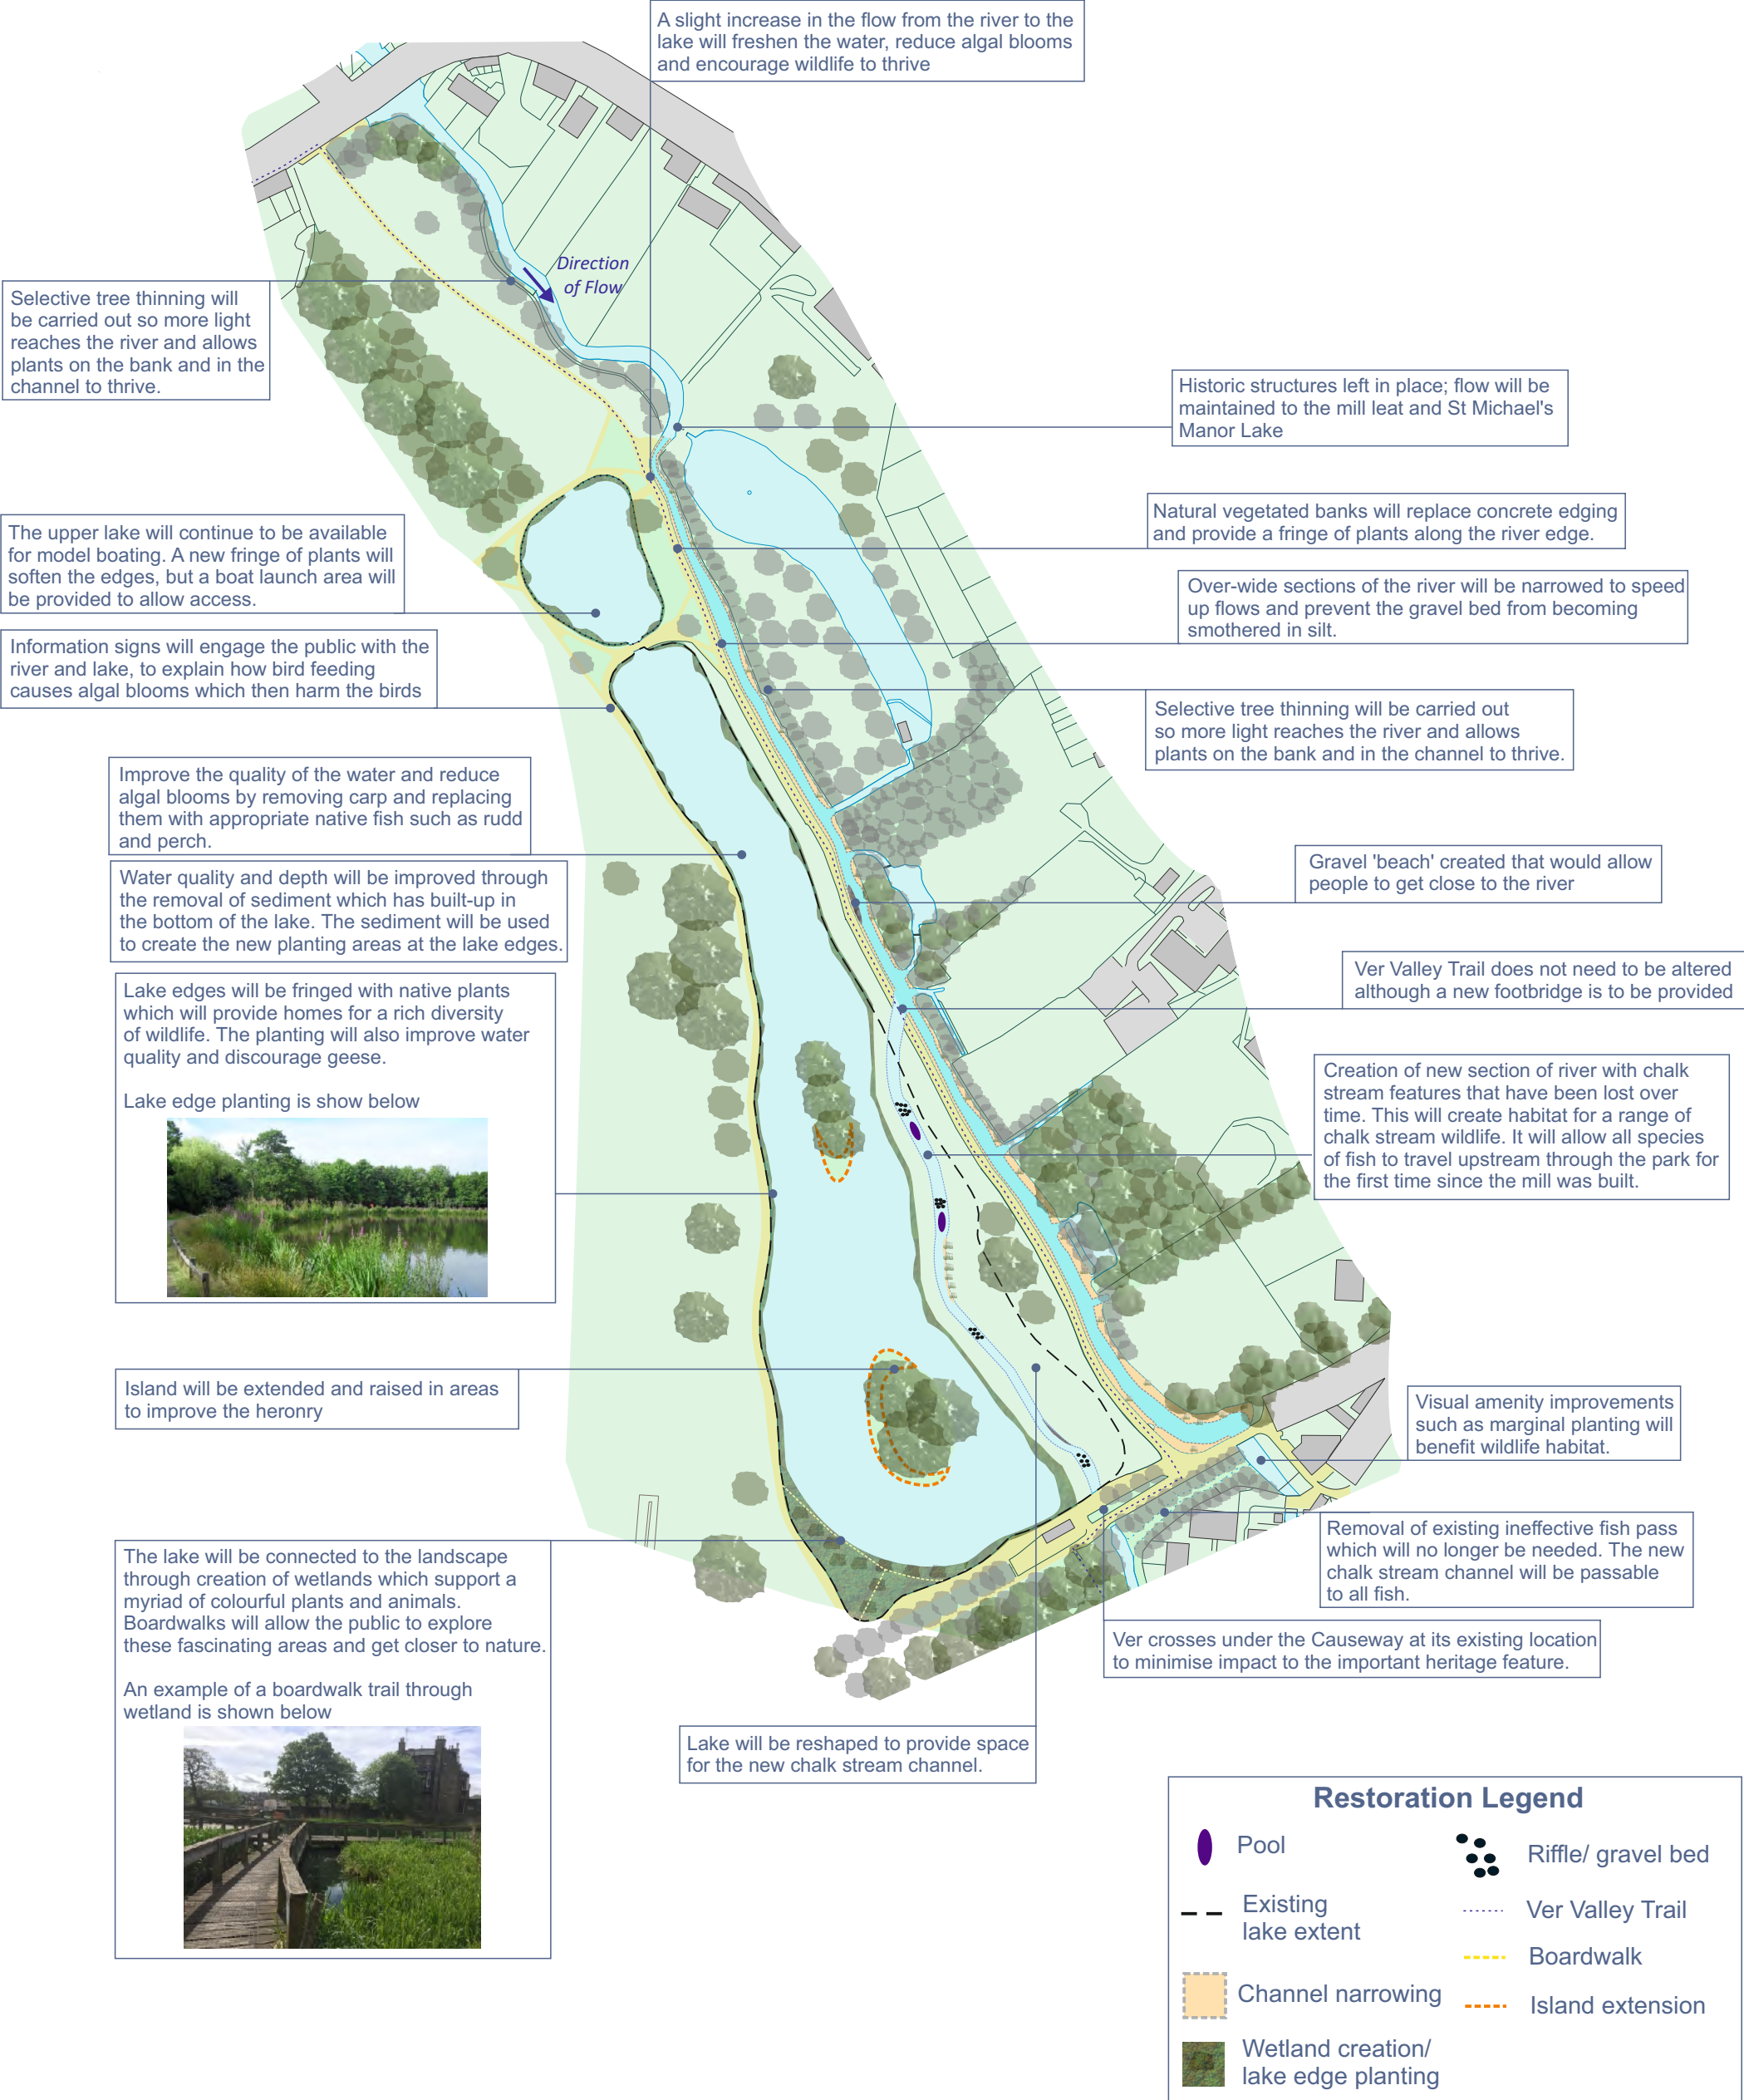 A slight increase in the flow from the river to the
lake will freshen the water, reduce algal blooms
and encourage wildlife to thrive
Direction
of Flow
Selective tree thinning will
be carried out so more light
reaches the river and allows
plants on the bank and in the
channel to thrive.
Historic structures left in place; flow will be
maintained to the mill leat and St Michael's
Manor Lake
Natural vegetated banks will replace concrete edging
and provide a fringe of plants along the river edge.
The upper lake will continue to be available
for model boating. A new fringe of plants will
soften the edges, but a boat launch area will
be provided to allow access.
Over-wide sections of the river will be narrowed to speed
up flows and prevent the gravel bed from becoming
smothered in silt.
Information signs will engage the public with the
river and lake, to explain how bird feeding
causes algal blooms which then harm the birds
Selective tree thinning will be carried out
so more light reaches the river and allows
plants on the bank and in the channel to thrive.
Improve the quality of the water and reduce
algal blooms by removing carp and replacing
them with appropriate native fish such as rudd
and perch.
Gravel 'beach' created that would allow
people to get close to the river
Water quality and depth will be improved through
the removal of sediment which has built-up in
the bottom of the lake. The sediment will be used
to create the new planting areas at the lake edges.
Ver Valley Trail does not need to be altered
although a new footbridge is to be provided
Lake edges will be fringed with native plants
which will provide homes for a rich diversity
of wildlife. The planting will also improve water
quality and discourage geese.
Lake edge planting is show below
Creation of new section of river with chalk
stream features that have been lost over
time. This will create habitat for a range of
chalk stream wildlife. It will allow all species
of fish to travel upstream through the park for
the first time since the mill was built.
Island will be extended and raised in areas
to improve the heronry
Visual amenity improvements
such as marginal planting will
benefit wildlife habitat.
Removal of existing ineffective fish pass
which will no longer be needed. The new
chalk stream channel will be passable
to all fish.
The lake will be connected to the landscape
through creation of wetlands which support a
myriad of colourful plants and animals.
Boardwalks will allow the public to explore
these fascinating areas and get closer to nature.
An example of a boardwalk trail through
wetland is shown below
Ver crosses under the Causeway at its existing location
to minimise impact to the important heritage feature.
Lake will be reshaped to provide space
for the new chalk stream channel.
Restoration Legend
Pool
Riffle/ gravel bed
Existing
lake extent
Ver Valley Trail
Boardwalk
Channel narrowing
Island extension
Wetland creation/
lake edge planting